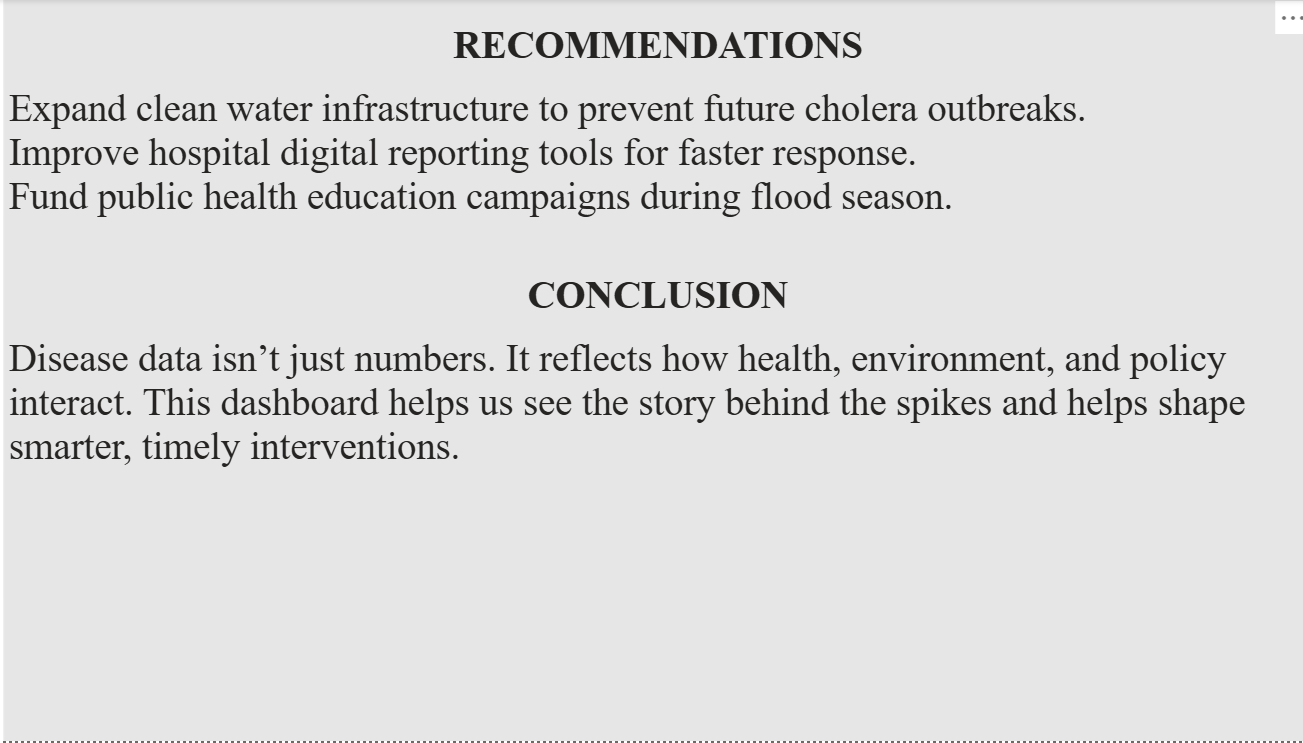 RECOMMENDATIONS
Expand clean water infrastructure to prevent future cholera outbreaks.
Improve hospital digital reporting tools for faster response.
Fund public health education campaigns during flood season.
CONCLUSION
Disease data isn’t just numbers. It reflects how health, environment, and policy
interact. This dashboard helps us see the story behind the spikes and helps shape
smarter, timely interventions.